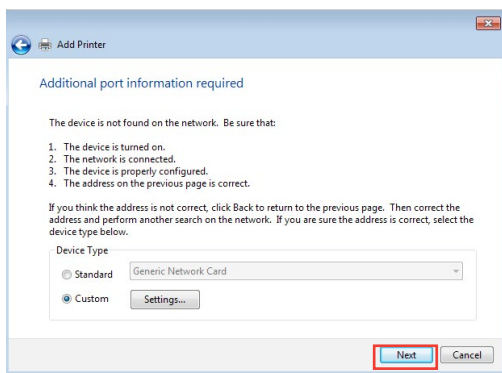 Add Printer
Additional port information required
The device is not found on the network. Be sure that:
1. The device is turned on.
2. The network is connected.
3. The device is properly configured.
4. The address on the previous page is correct.
If you think the address is not correct, click Back to return to the previous page. Then correct the
address and perform another search on the network. If you are sure the address is correct, select the
device type below.
Device Type
Standard Generic Network Card
Custom Settings...
Next Cancel